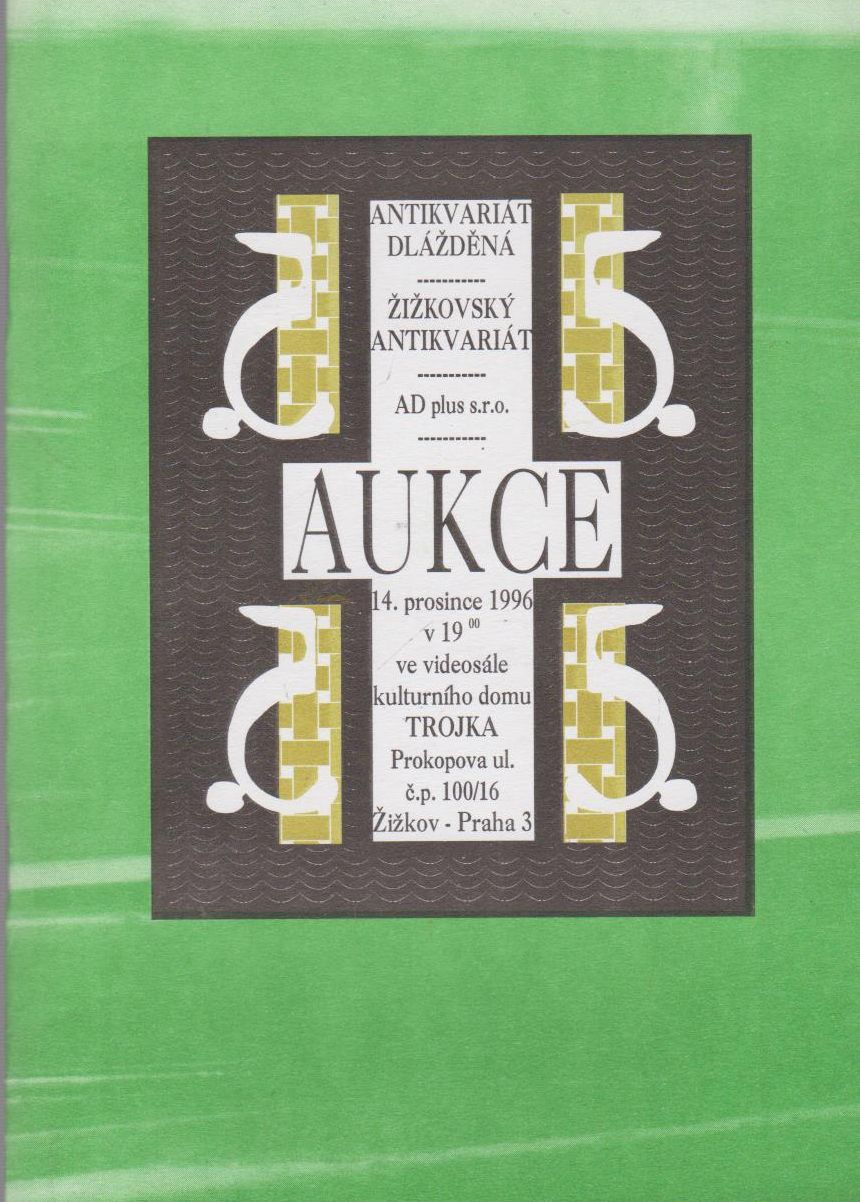 ANTIKVARIÁT
DLÁŽDĚNÁ
-----------
ŽIŽKOVSKÝ
ANTIKVARIÁT
-----------
AD plus s.r.o.
-----------
AUKCE
14. prosince 1996
v 19 00
ve videosále
kulturního domu
TROJKA
Prokopova ul.
č.p. 100/16
Žižkov - Praha 3